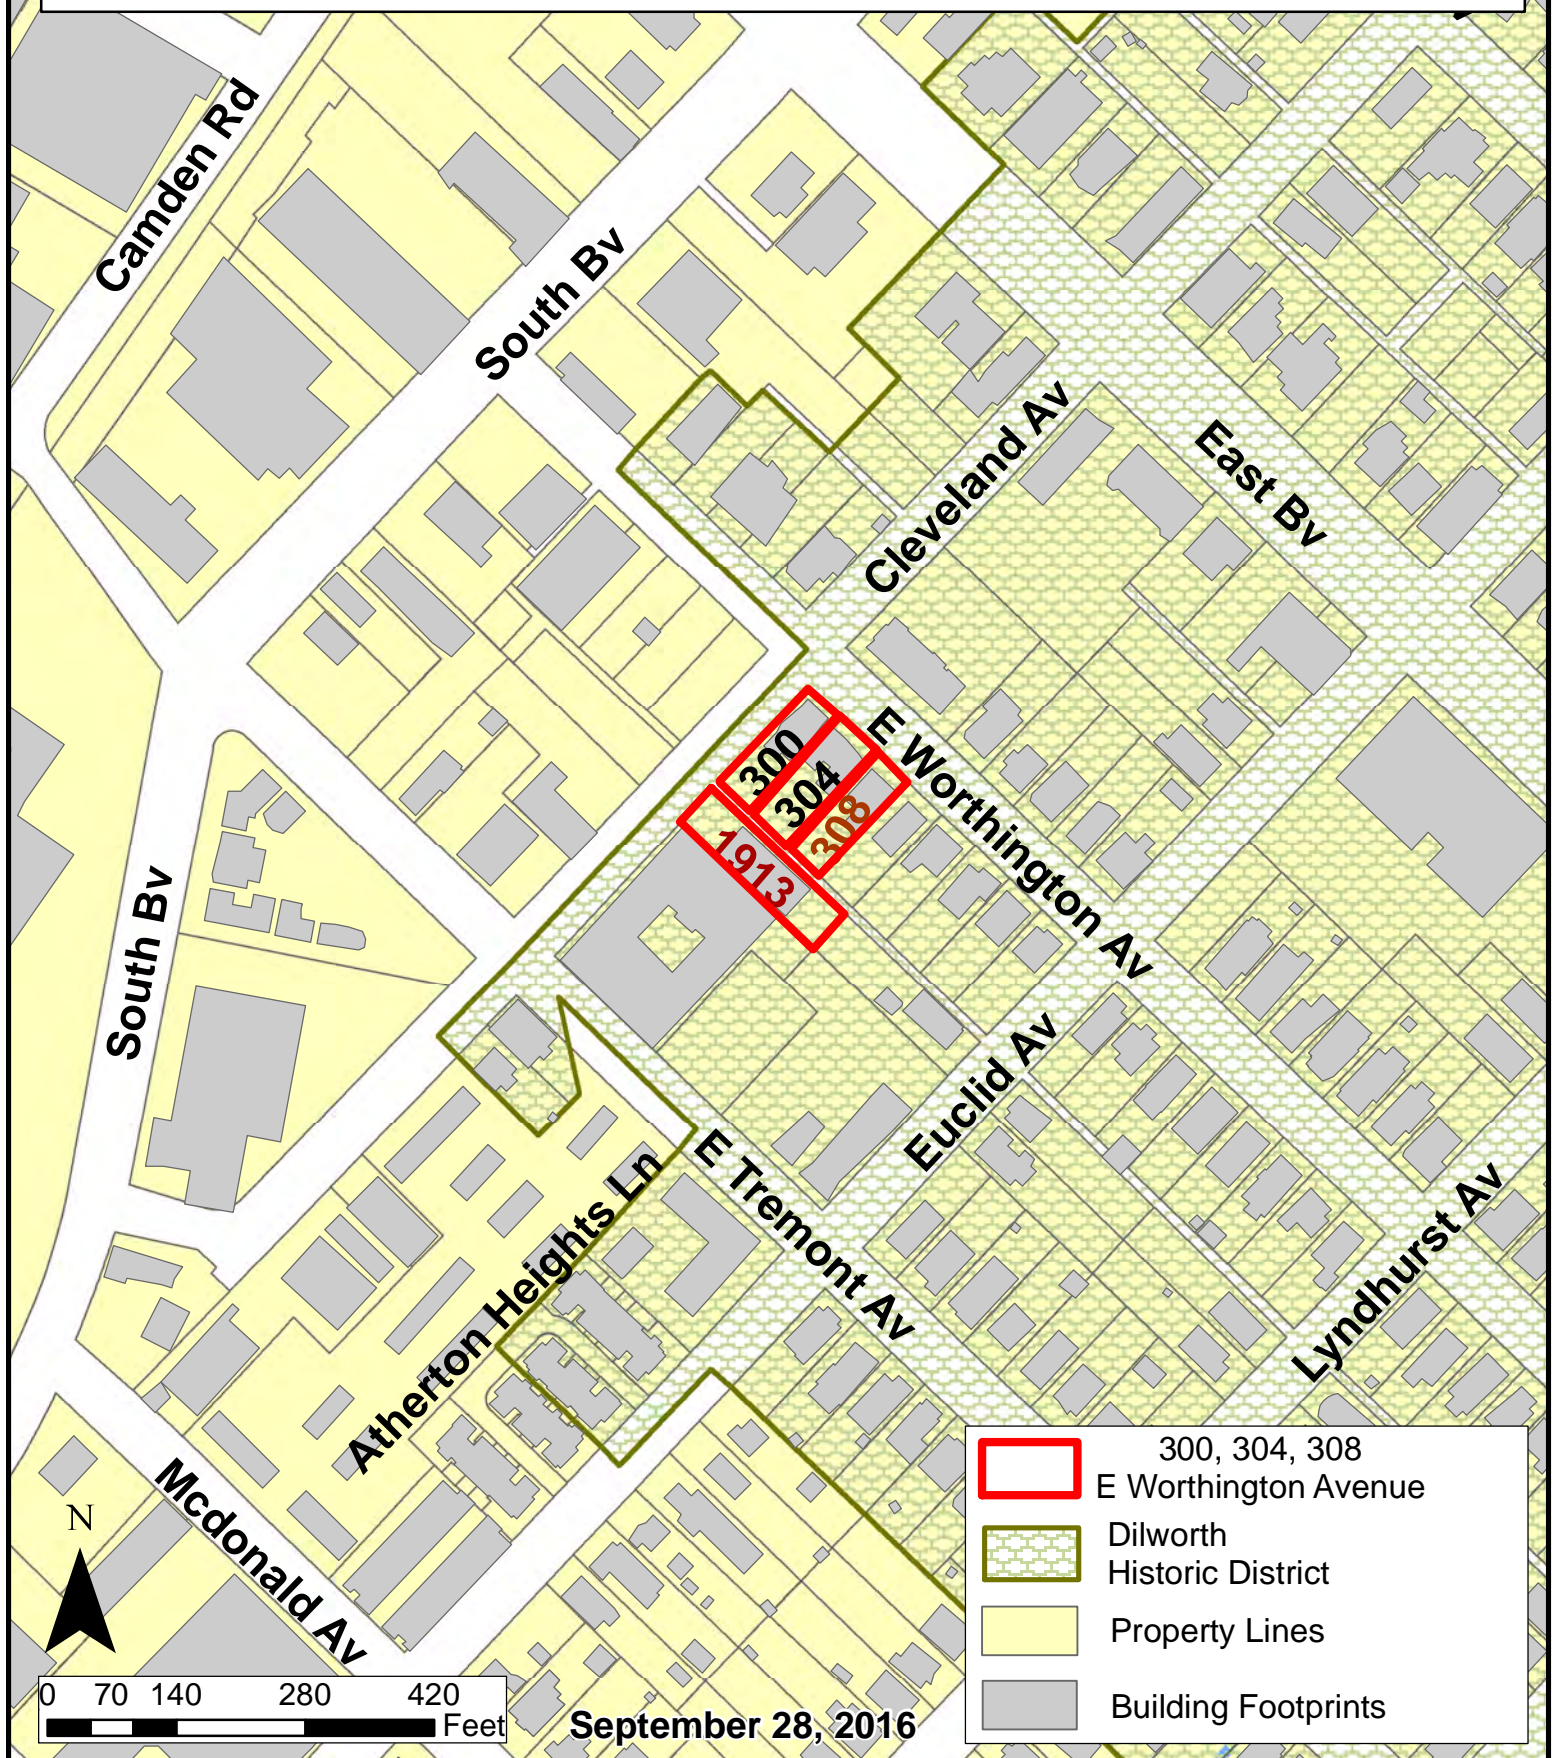 Camden Rd
South Bv
Cleveland Av
East Bv
E Worthington Av
300
304
308
1913
South Bv
Euclid Av
E Tremont Av
Atherton Heights Ln
Lyndhurst Av
Mcdonald Av
N
0 70 140 280 420
Feet
September 28, 2016
300, 304, 308
E Worthington Avenue
Dilworth
Historic District
Property Lines
Building Footprints